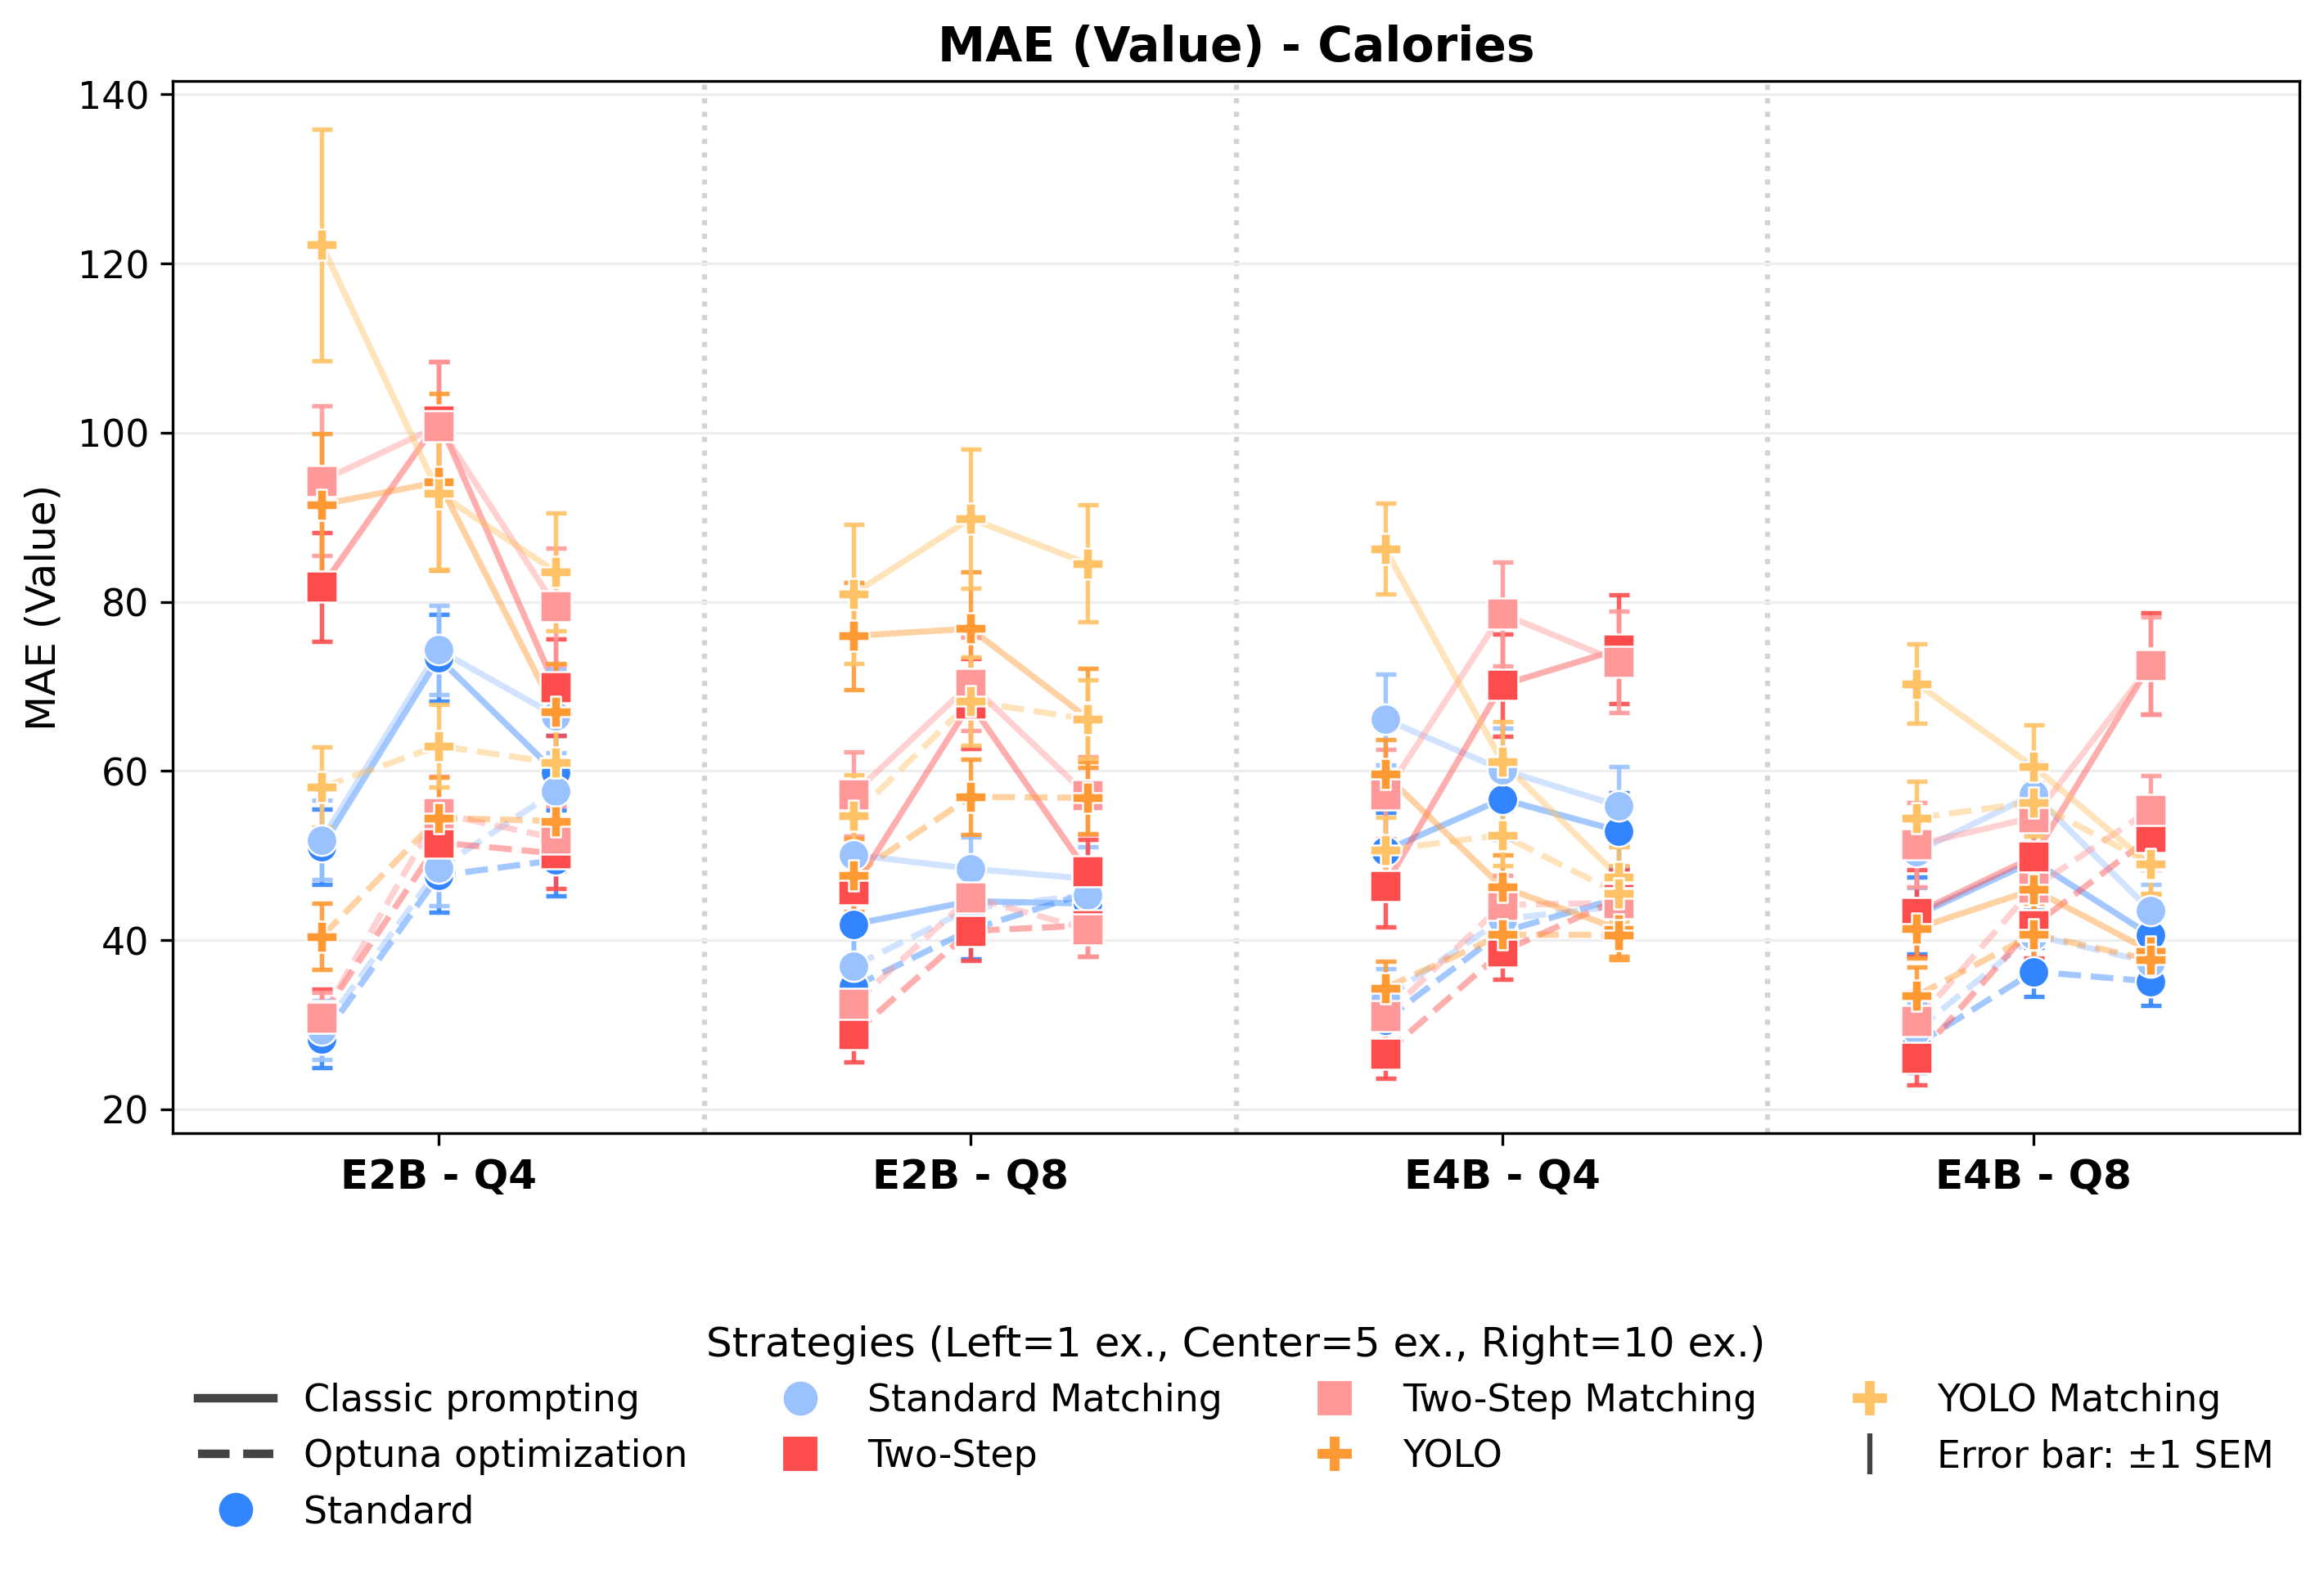 MAE (Value) - Calories
140
120
100
80
60
40
20
MAE (Value)
E2B - Q4
E2B - Q8
E4B - Q4
E4B - Q8
Strategies (Left=1 ex., Center=5 ex., Right=10 ex.)
Classic prompting
Optuna optimization
Standard
Standard Matching
Two-Step
Two-Step Matching
YOLO
YOLO Matching
Error bar: ±1 SEM